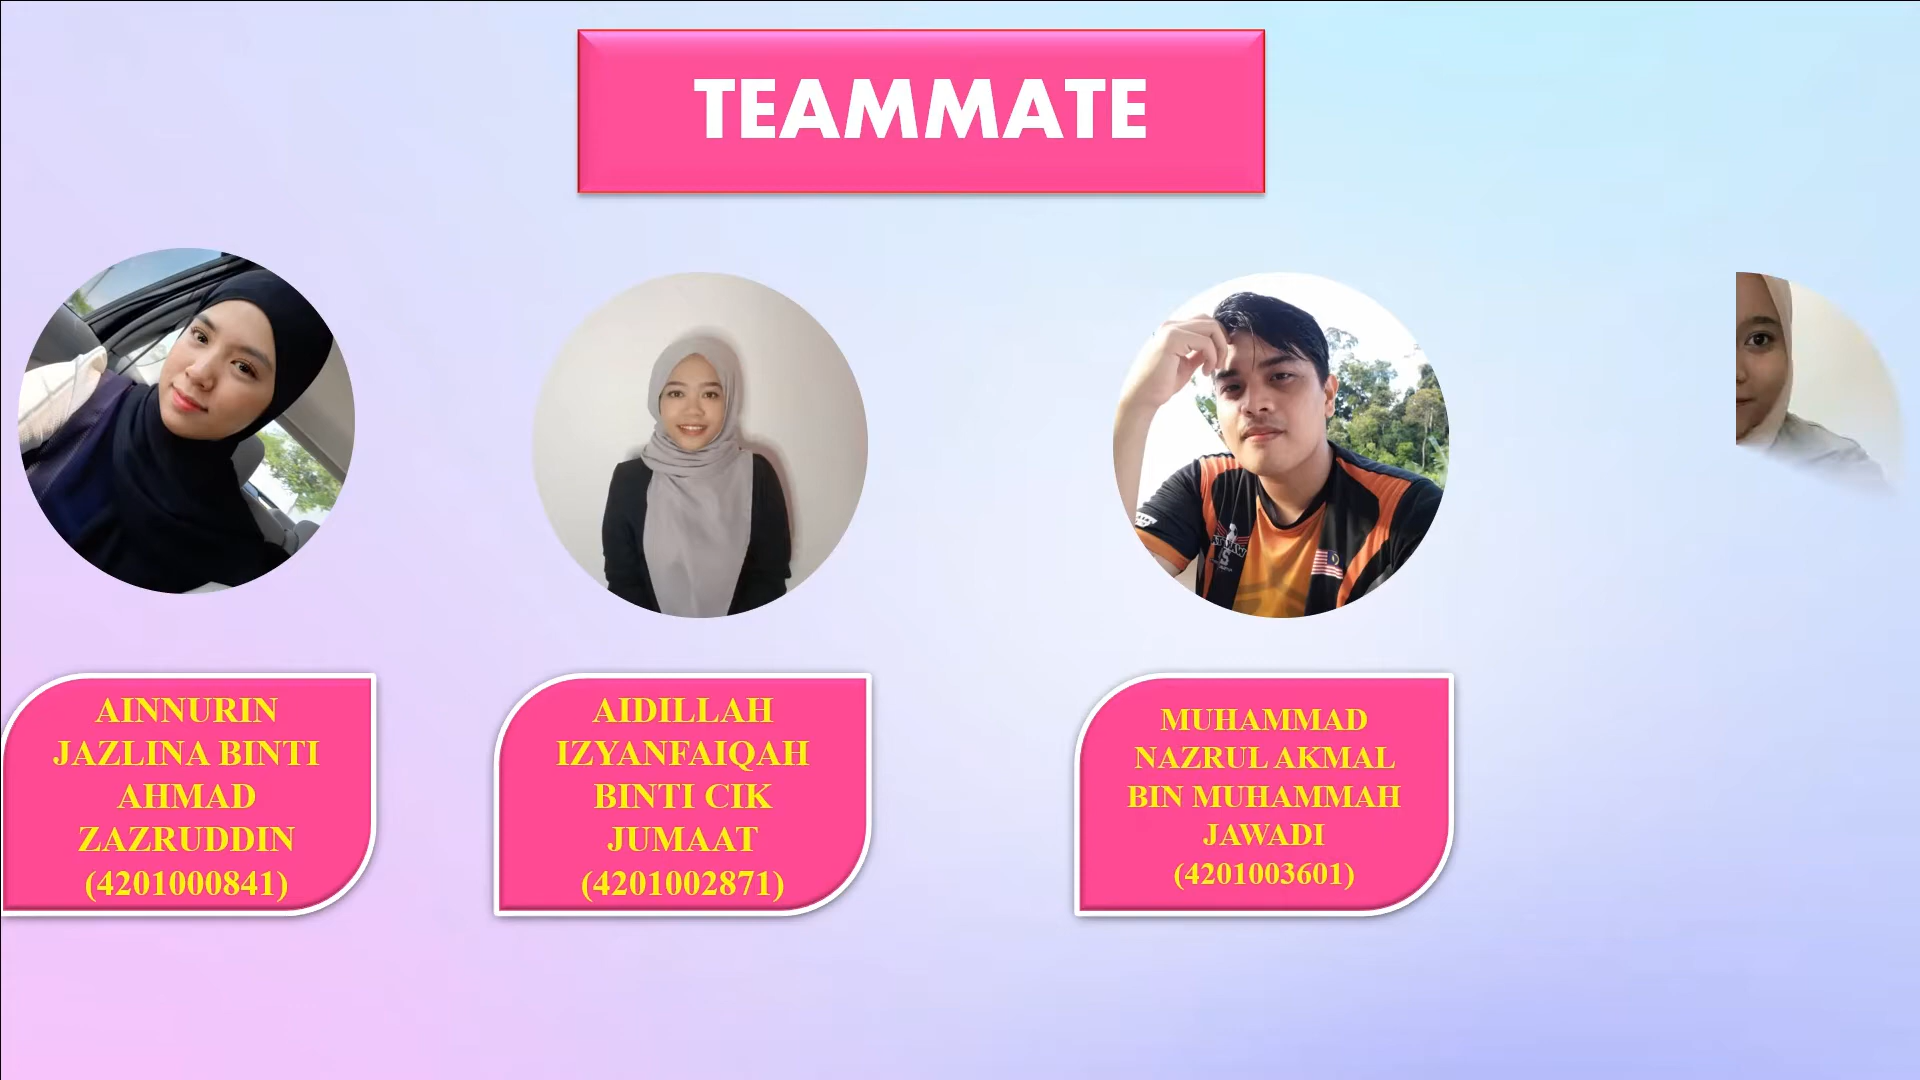 TEAMMATE
AINNURIN
JAZLINA BINTI
AHMAD
ZAZRUDDIN
(4201000841)
AIDILLAH
IZYANFAIQAH
BINTI CIK
JUMAAT
(4201002871)
MUHAMMAD
NAZRUL AKMAL
BIN MUHAMMAH
JAWADI
(4201003601)